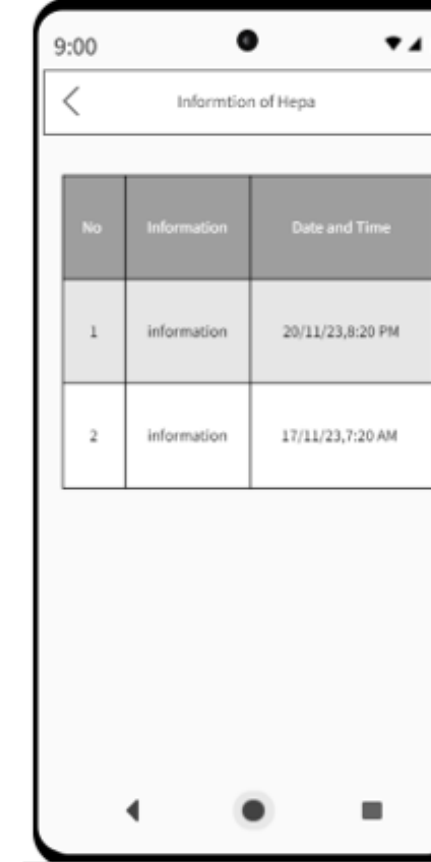 9:00
Informtion of Hepa
No Information Date and Time
1 information 20/11/23,8:20 PM
2 information 17/11/23,7:20 AM